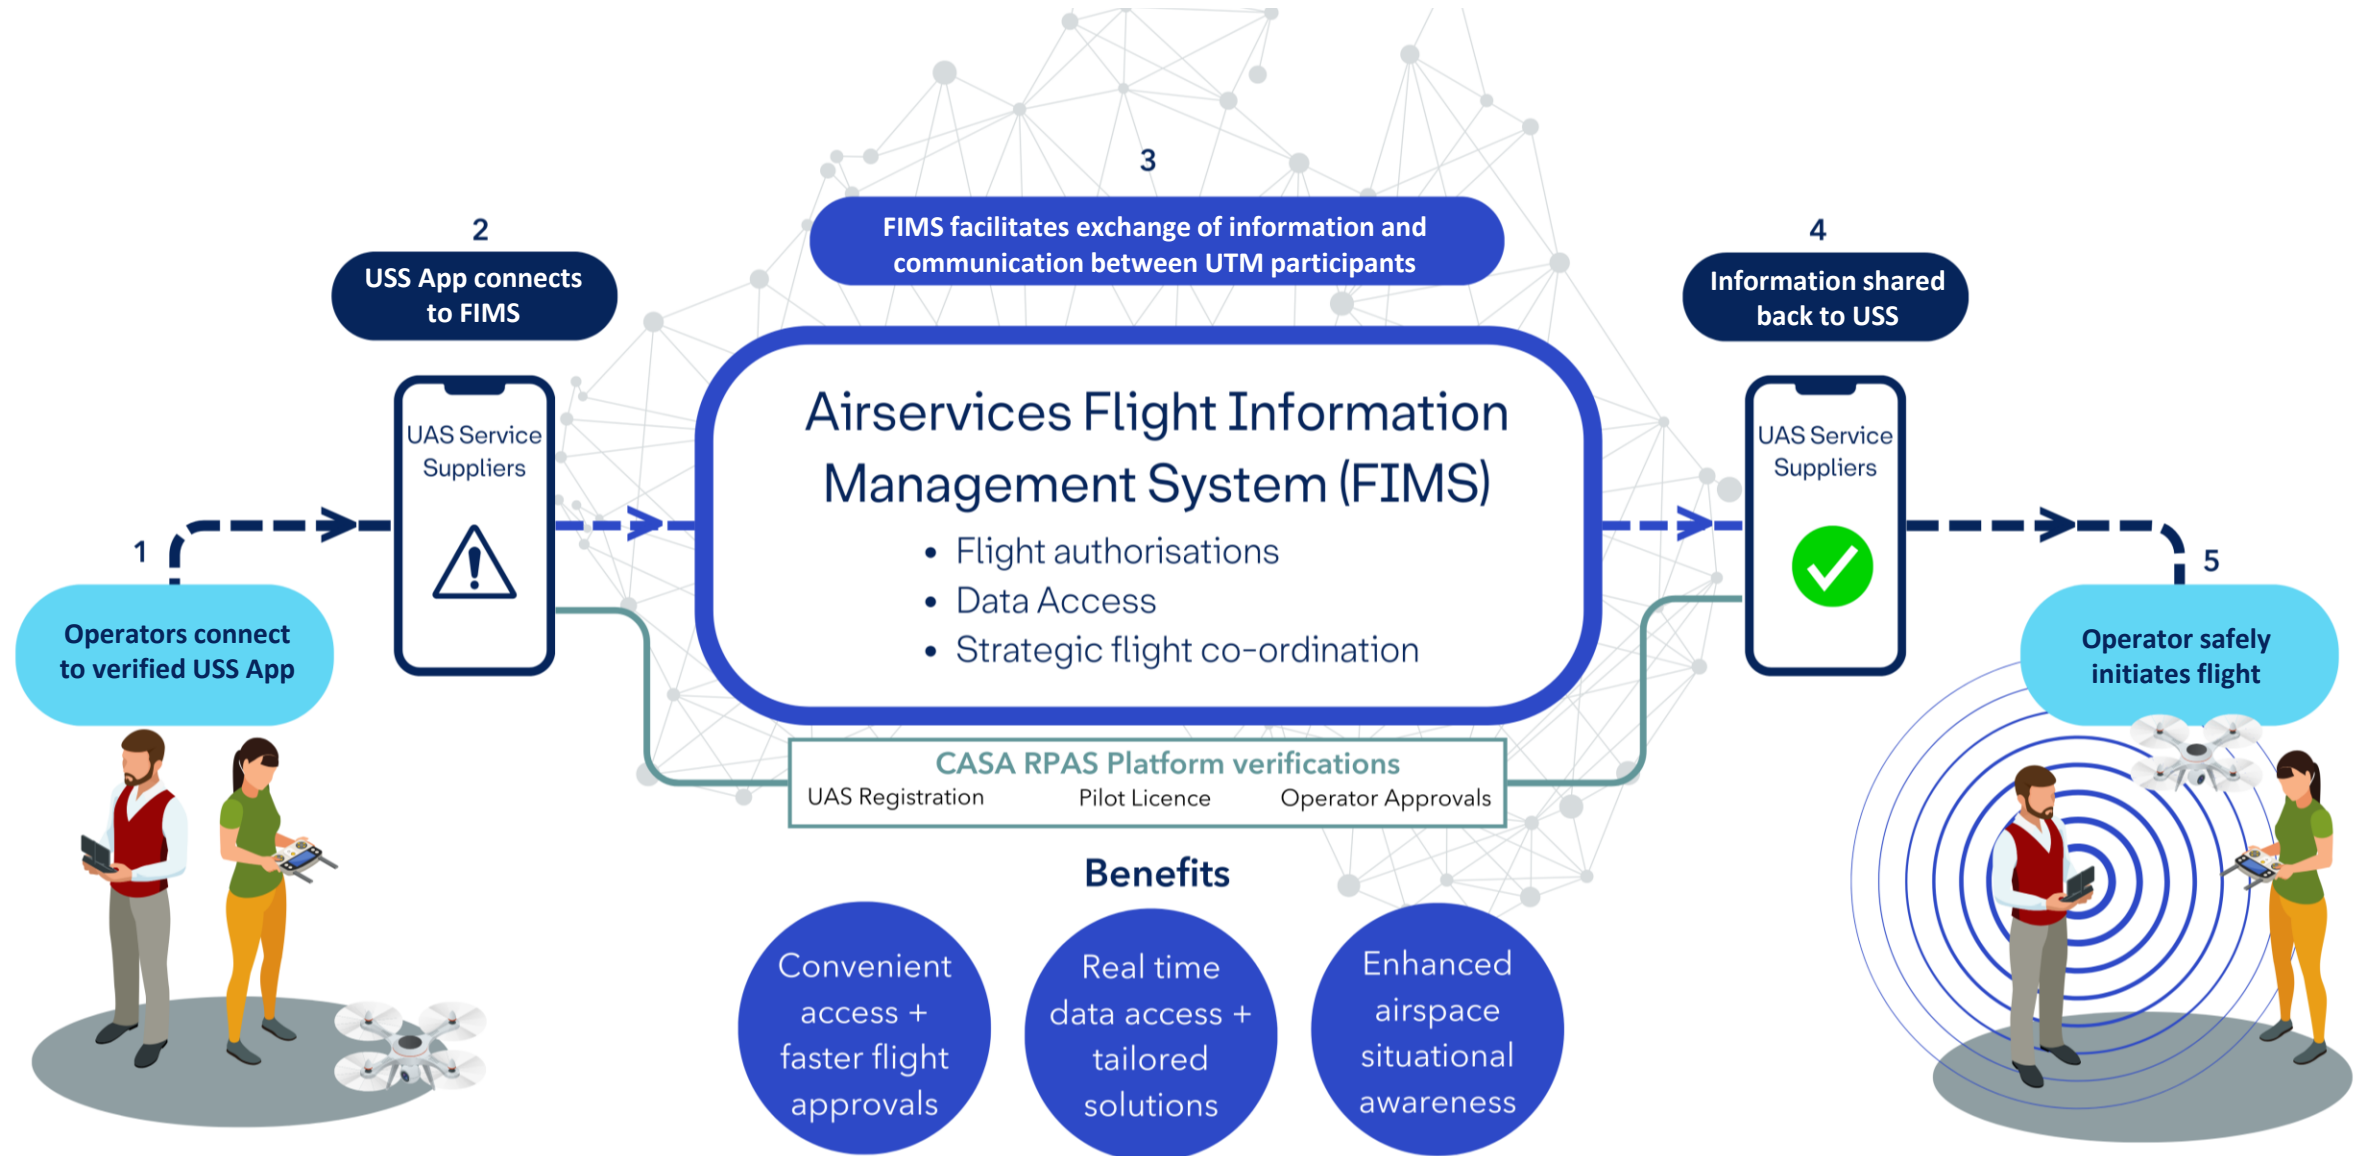 1
Operators connect
to verified USS App
2
USS App connects
to FIMS
UAS Service
Suppliers
3
FIMS facilitates exchange of information and
communication between UTM participants
Airservices Flight Information
Management System (FIMS)
• Flight authorisations
• Data Access
• Strategic flight co-ordination
CASA RPAS Platform verifications
UAS Registration
Pilot Licence
Operator Approvals
4
Information shared
back to USS
UAS Service
Suppliers
5
Operator safely
initiates flight
Benefits
Convenient
access +
faster flight
approvals
Real time
data access +
tailored
solutions
Enhanced
airspace
situational
awareness